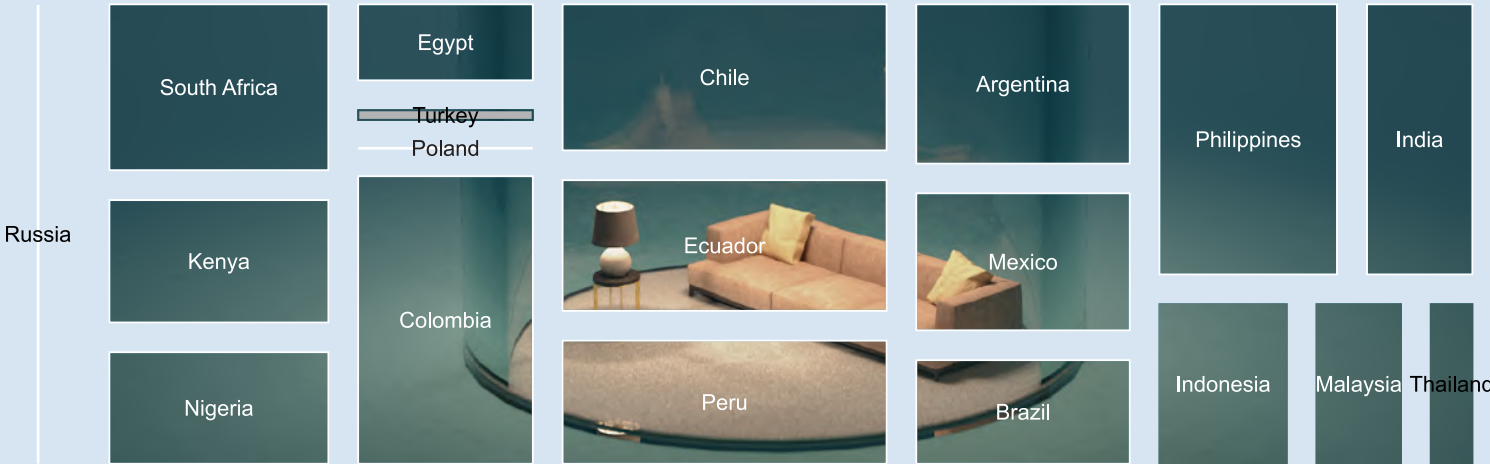 Russia
South Africa
Kenya
Nigeria
Egypt
Turkey
Poland
Colombia
Chile
Ecuador
Peru
Argentina
Mexico
Brazil
Philippines
India
Indonesia
Malaysia
Thailand